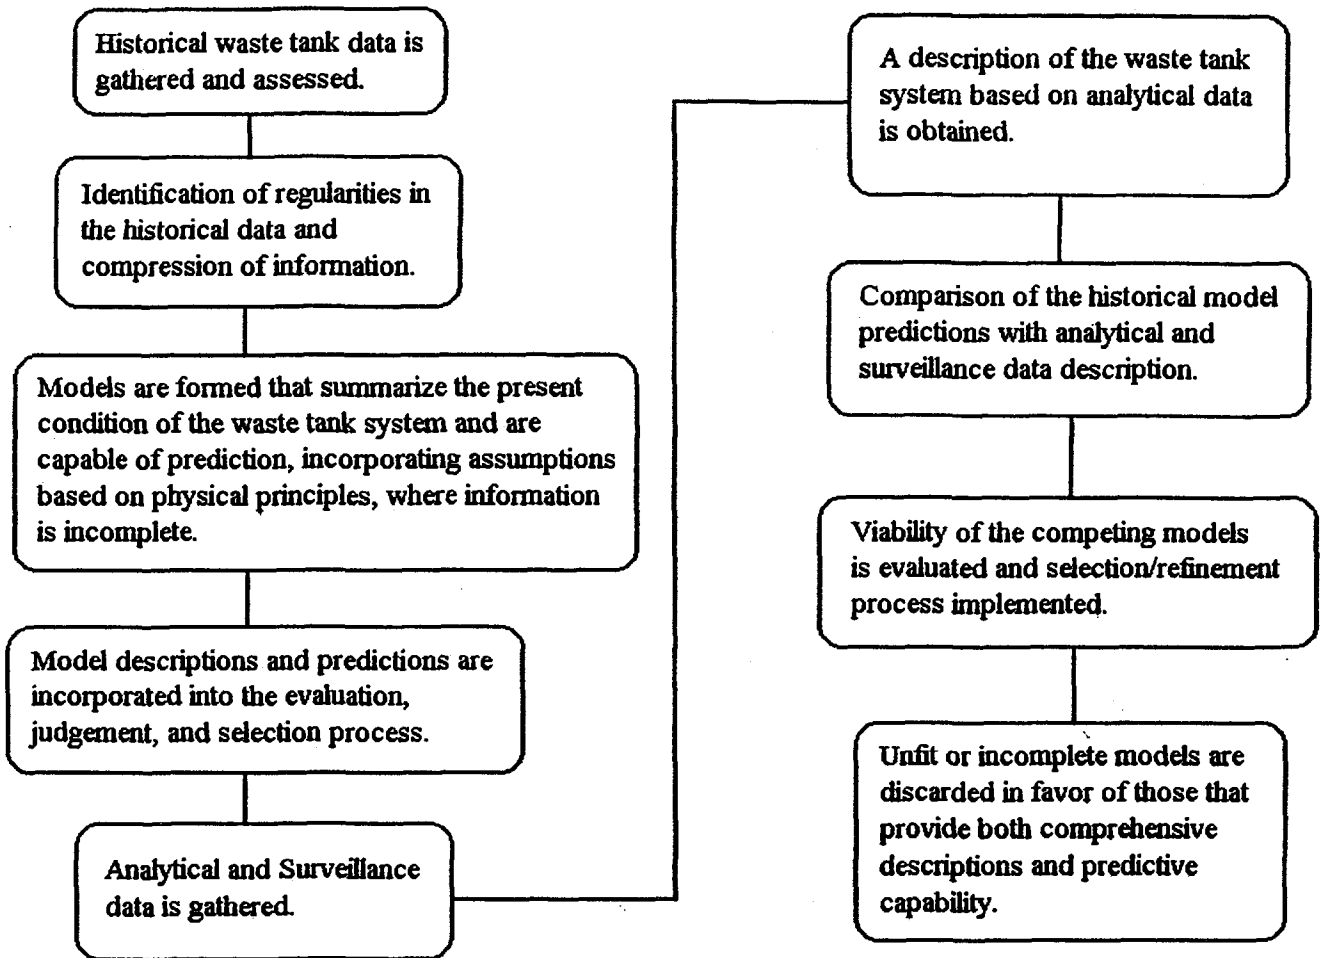 Historical waste tank data is
gathered and assessed.
Identification of regularities in
the historical data and
compression of information.
Models are formed that summarize the present
condition of the waste tank system and are
capable of prediction, incorporating assumptions
based on physical principles, where information
is incomplete.
Model descriptions and predictions are
incorporated into the evaluation,
judgement, and selection process.
Analytical and Surveillance
data is gathered.
A description of the waste tank
system based on analytical data
is obtained.
Comparison of the historical model
predictions with analytical and
surveillance data description.
Viability of the competing models
is evaluated and selection/refinement
process implemented.
Unfit or incomplete models are
discarded in favor of those that
provide both comprehensive
descriptions and predictive
capability.